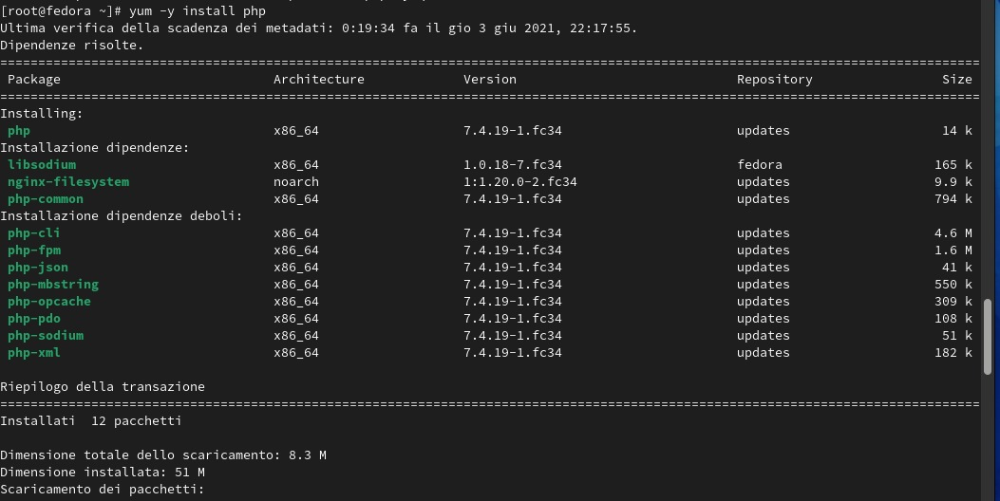 [root@fedora ~]# yum -y install php
Ultima verifica della scadenza dei metadati: 0:19:34 fa il gio 3 giu 2021, 22:17:55.
Dipendenze risolte.
================================================================================================================================
Package Architecture Version Repository Size
================================================================================================================================
Installing:
php x86_64 7.4.19-1.fc34 updates 14 k
Installazione dipendenze:
libsodium x86_64 1.0.18-7.fc34 fedora 165 k
nginx-filesystem noarch 1:1.20.0-2.fc34 updates 9.9 k
php-common x86_64 7.4.19-1.fc34 updates 794 k
Installazione dipendenze deboli:
php-cli x86_64 7.4.19-1.fc34 updates 4.6 M
php-fpm x86_64 7.4.19-1.fc34 updates 1.6 M
php-json x86_64 7.4.19-1.fc34 updates 41 k
php-mbstring x86_64 7.4.19-1.fc34 updates 550 k
php-opcache x86_64 7.4.19-1.fc34 updates 309 k
php-pdo x86_64 7.4.19-1.fc34 updates 108 k
php-sodium x86_64 7.4.19-1.fc34 updates 51 k
php-xml x86_64 7.4.19-1.fc34 updates 182 k
Riepilogo della transazione
================================================================================================================================
Installati 12 pacchetti
Dimensione totale dello scaricamento: 8.3 M
Dimensione installata: 51 M
Scaricamento dei pacchetti: